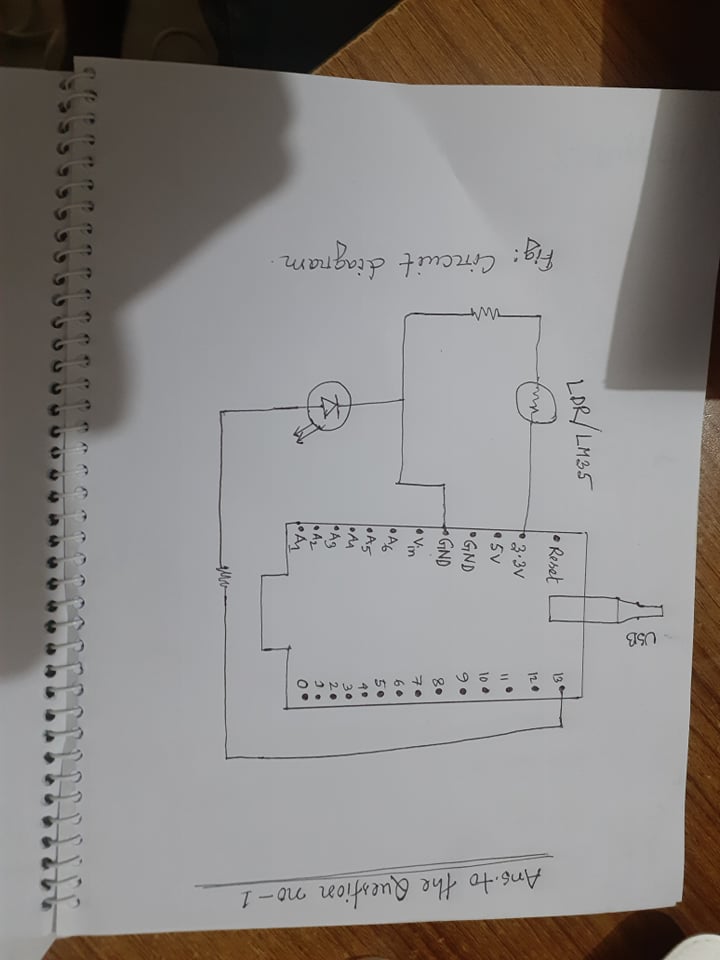 Ans. to the Question no-1
USB
13
12
11
10
9
8
7
6
5
4
3
2
1
0
Reset
3.3V
5V
GND
GND
Vin
A6
A5
A4
A3
A2
A1
LDR/LM35
Fig: Circuit diagram.